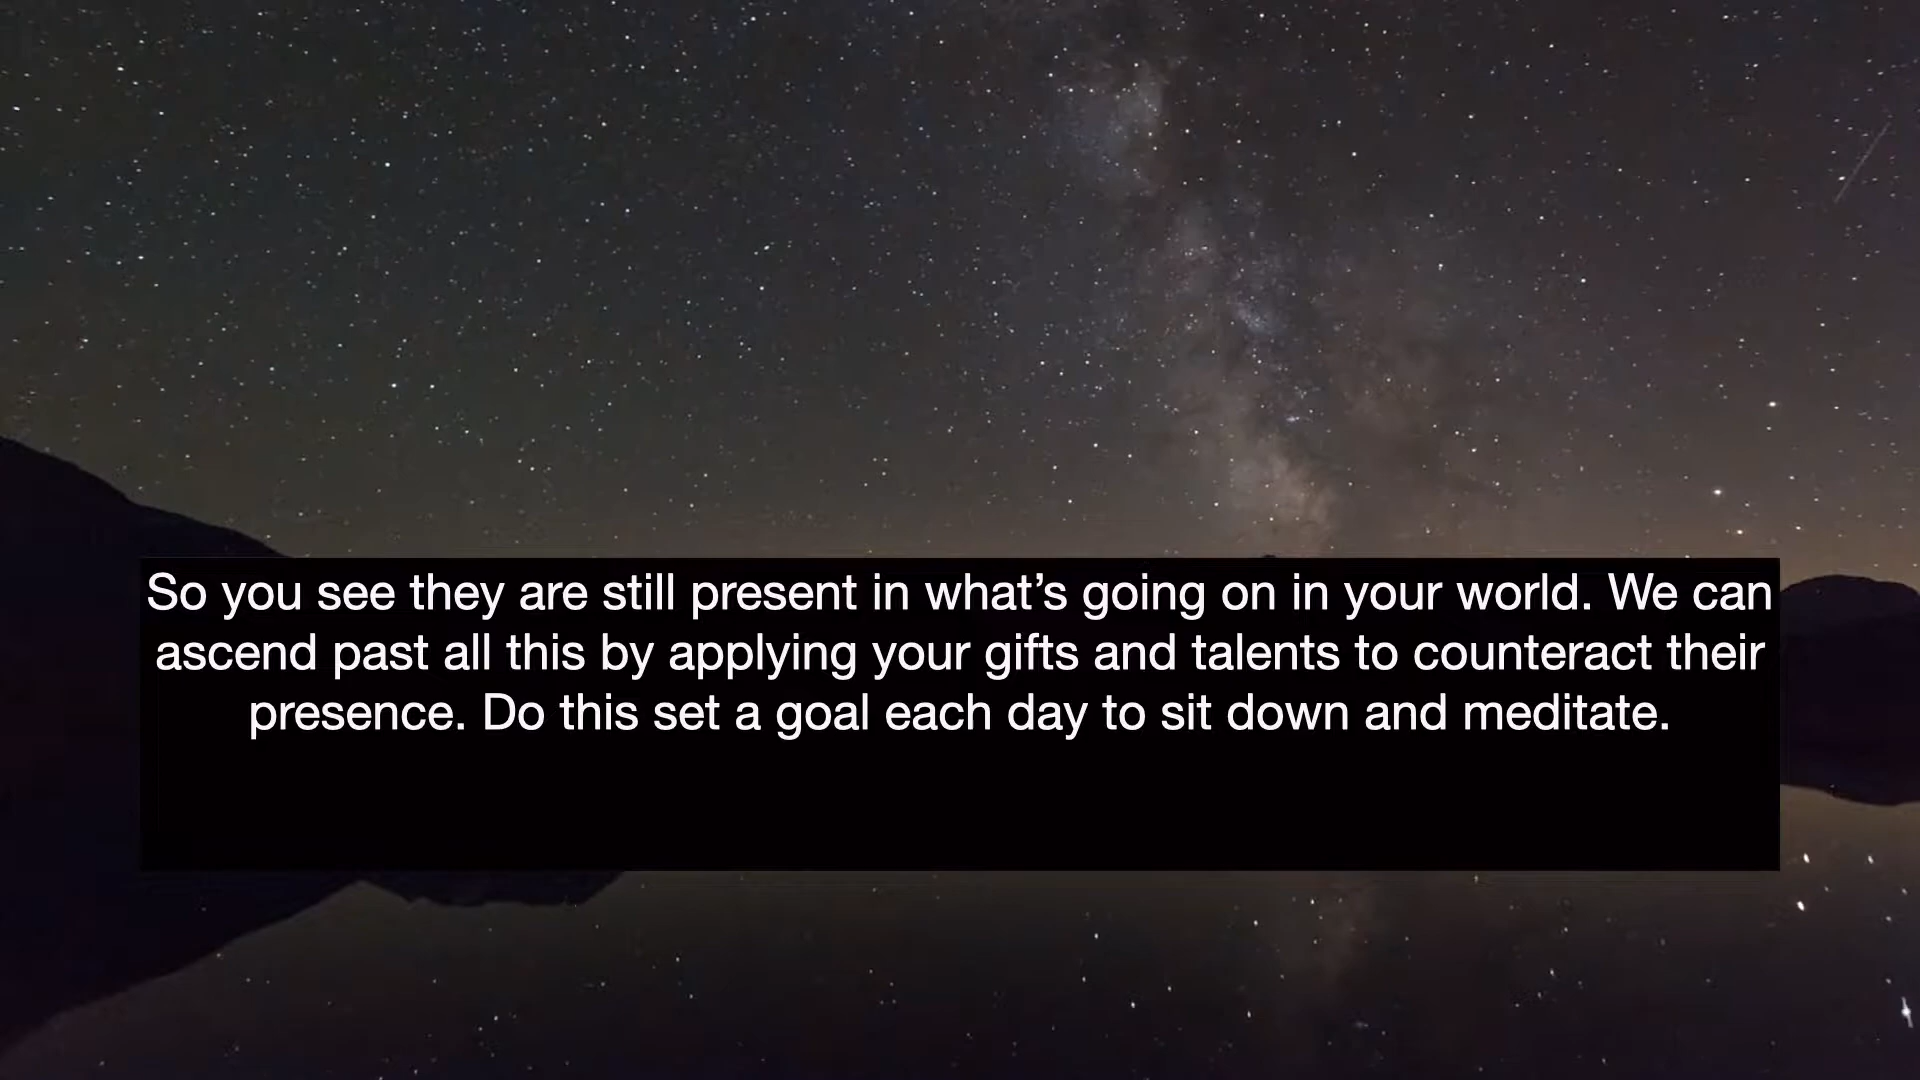 So you see they are still present in what’s going on in your world. We can
ascend past all this by applying your gifts and talents to counteract their
presence. Do this set a goal each day to sit down and meditate.